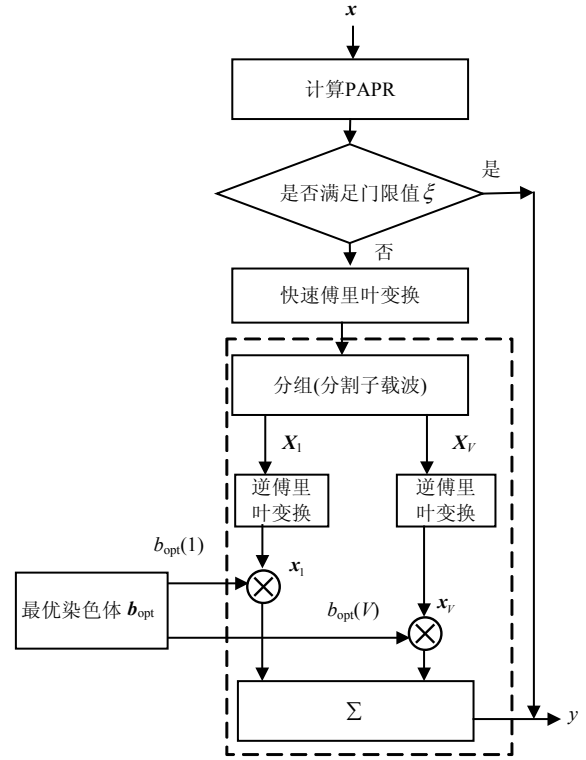 x
计算PAPR
是否满足门限值 ξ
是
否
快速傅里叶变换
分组(分割子载波)
X1
XV
逆傅里
叶变换
逆傅里
叶变换
bopt(1)
x1
最优染色体 bopt
bopt(V)
xV
Σ
y